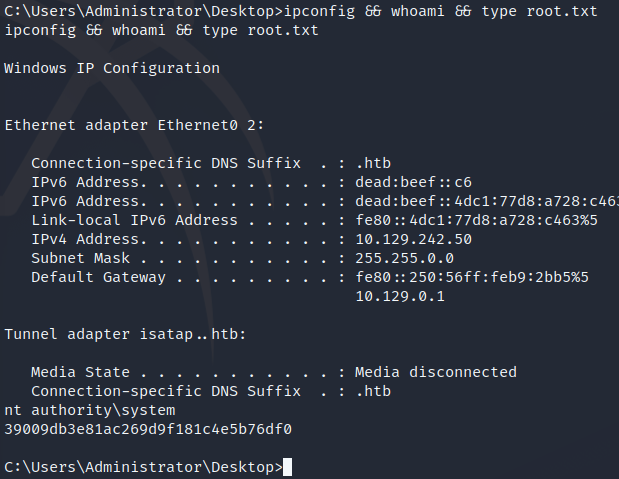 C:\Users\Administrator\Desktop>ipconfig && whoami && type root.txt
ipconfig && whoami && type root.txt
Windows IP Configuration
Ethernet adapter Ethernet0 2:
Connection-specific DNS Suffix . : .htb
IPv6 Address. . . . . . . . . . . : dead:beef::c6
IPv6 Address. . . . . . . . . . . : dead:beef::4dc1:77d8:a728:c463
Link-local IPv6 Address . . . . . : fe80::4dc1:77d8:a728:c463%5
IPv4 Address. . . . . . . . . . . : 10.129.242.50
Subnet Mask . . . . . . . . . . . : 255.255.0.0
Default Gateway . . . . . . . . . : fe80::250:56ff:feb9:2bb5%5
10.129.0.1
Tunnel adapter isatap..htb:
Media State . . . . . . . . . . . : Media disconnected
Connection-specific DNS Suffix . : .htb
nt authority\system
39009db3e81ac269d9f181c4e5b76df0
C:\Users\Administrator\Desktop>